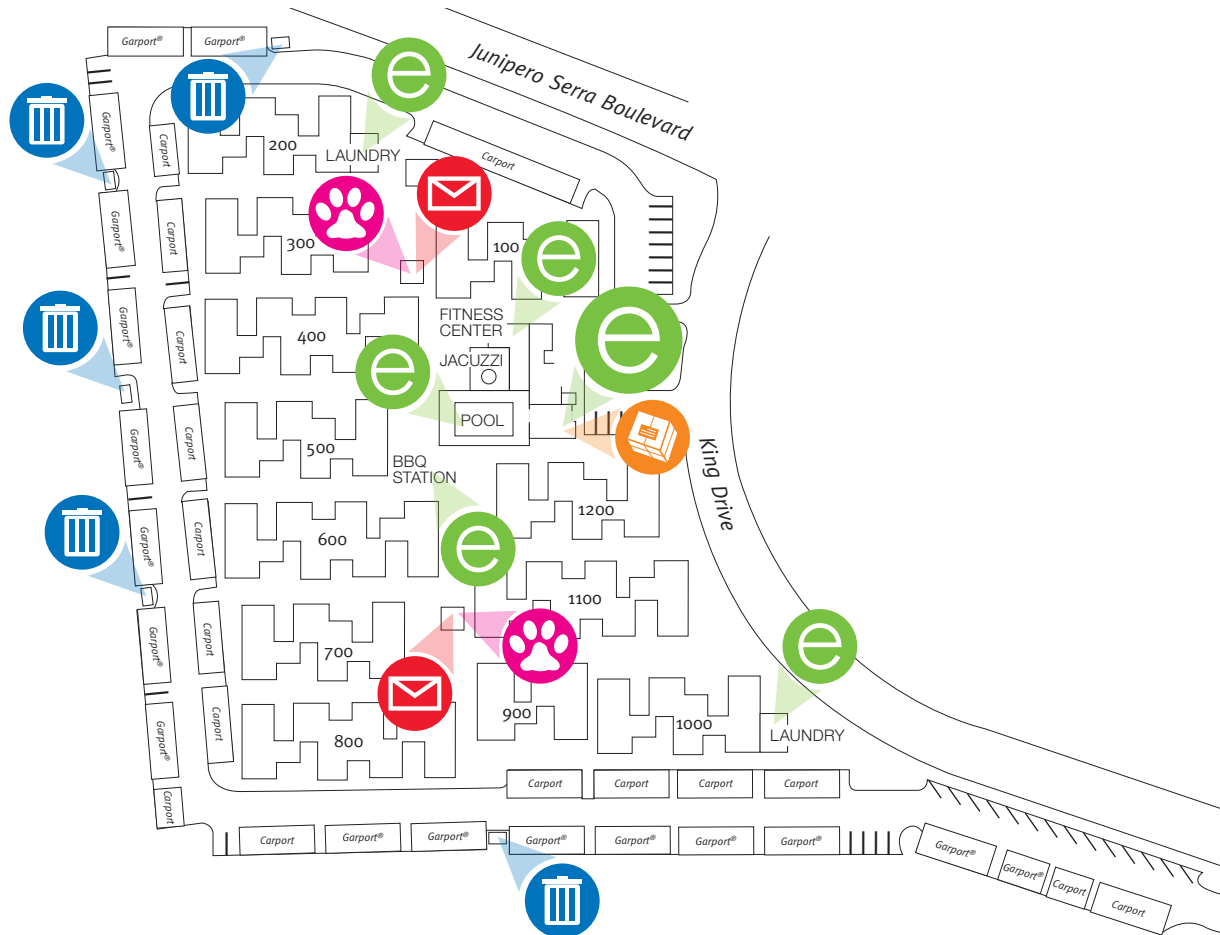 Garport®
Garport®
Junipero Serra Boulevard
e
Garport®
Carport
200
LAUNDRY
Carport
Garport®
Carport
300
100
e
Garport®
Carport
400
FITNESS
CENTER
e
JACUZZI
e
POOL
Garport®
Carport
500
BBQ
STATION
King Drive
1200
Garport®
Carport
600
e
1100
Garport®
Carport
700
e
900
1000
LAUNDRY
Garport®
Carport
800
Carport
Carport
Carport
Carport
Carport
Carport
Garport®
Garport®
Garport®
Garport®
Garport®
Garport®
Garport®
Garport®
Carport
Carport